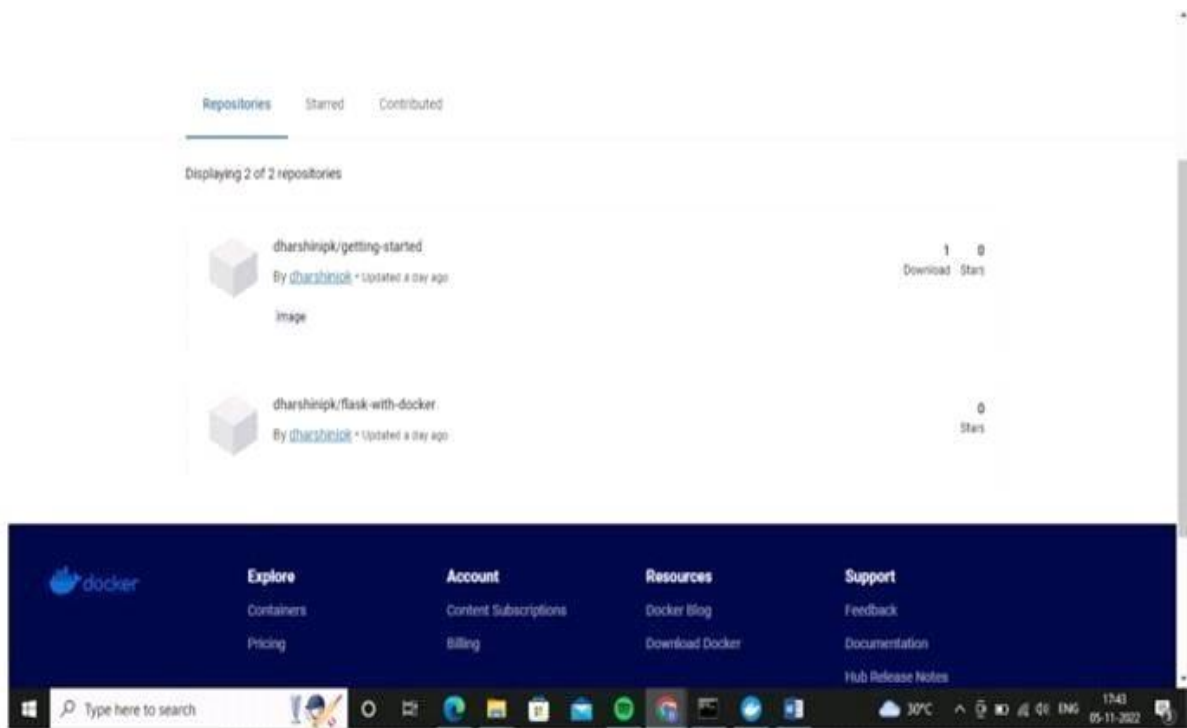 Repositories Starred Contributed
Displaying 2 of 2 repositories
dharshinipk/getting-started
1 0
By dharshinipk • Updated a day ago
Download Stars
Image
dharshinipk/flask-with-docker
0
By dharshinipk • Updated a day ago
Stars
docker
Explore Account Resources Support
Containers Content Subscriptions Docker Blog Feedback
Pricing Billing Download Docker Documentation
Hub Release Notes
Type here to search
30°C ENG
17:43
05-11-2022